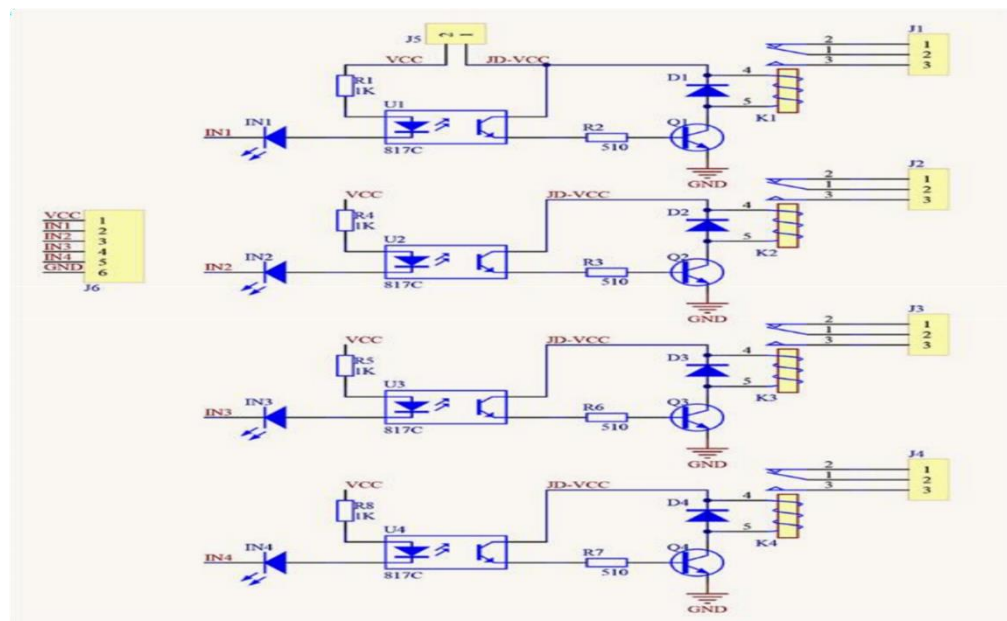 J5
2 1
VCC JD-VCC
R1
1K
U1
817C
IN1 IN1
R2
510
D1
Q1
GND
4
5
K1
J1
2 1
1 2
3 3
VCC
R4
1K
U2
817C
IN2 IN2
JD-VCC
R3
510
D2
Q2
GND
4
5
K2
J2
2 1
1 2
3 3
VCC 1
IN1 2
IN2 3
IN3 4
IN4 5
GND 6
J6
VCC
R5
1K
U3
817C
IN3 IN3
JD-VCC
R6
510
D3
Q3
GND
4
5
K3
J3
2 1
1 2
3 3
VCC
R8
1K
U4
817C
IN4 IN4
JD-VCC
R7
510
D4
Q4
GND
4
5
K4
J4
2 1
1 2
3 3